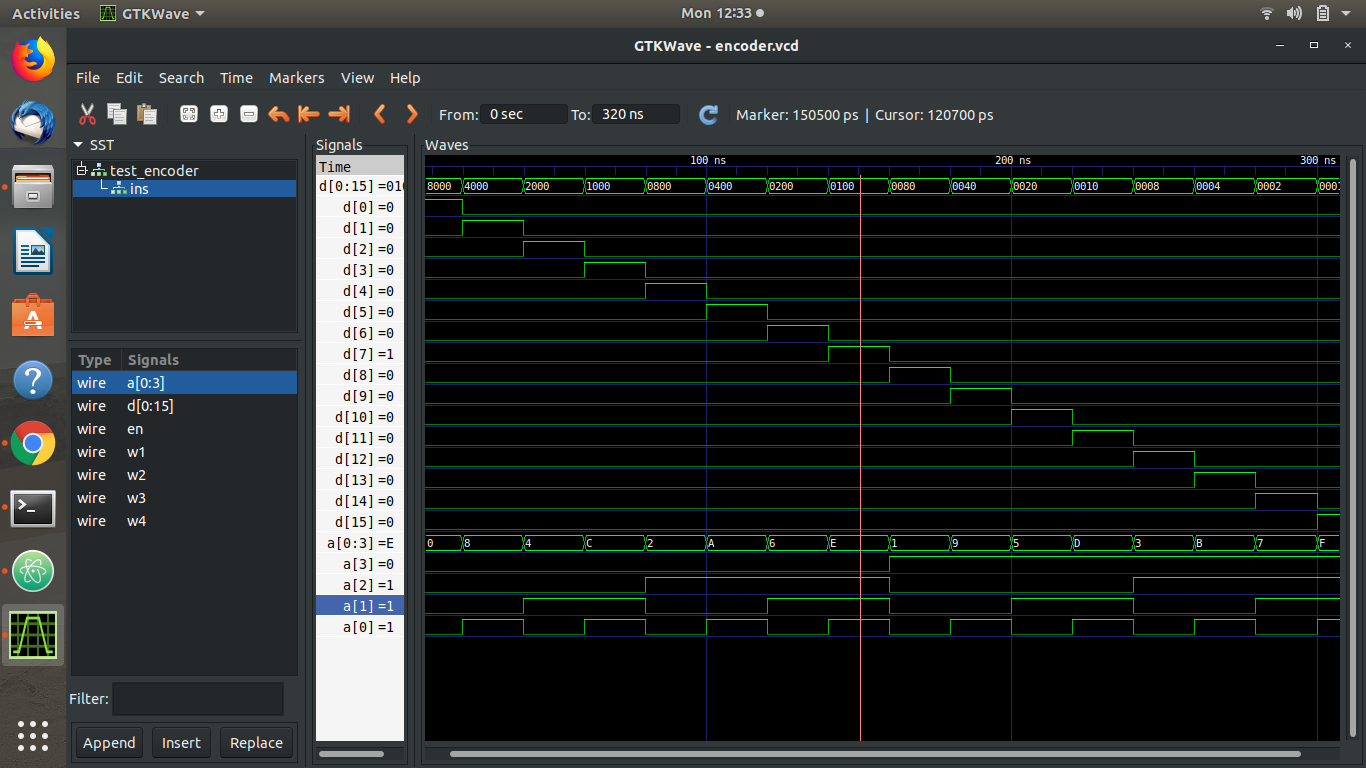 Activities GTKWave Mon 12:33
GTKWave - encoder.vcd
File Edit Search Time Markers View Help
From: 0 sec To: 320 ns Marker: 150500 ps | Cursor: 120700 ps
SST
test_encoder
ins
Type Signals
wire a[0:3]
wire d[0:15]
wire en
wire w1
wire w2
wire w3
wire w4
Filter:
Append Insert Replace
Signals
Time
d[0:15] =010
d[0] =0
d[1] =0
d[2] =0
d[3] =0
d[4] =0
d[5] =0
d[6] =0
d[7] =1
d[8] =0
d[9] =0
d[10] =0
d[11] =0
d[12] =0
d[13] =0
d[14] =0
d[15] =0
a[0:3] =E
a[3] =0
a[2] =1
a[1] =1
a[0] =1
Waves
100 ns 200 ns 300 ns
8000 4000 2000 1000 0800 0400 0200 0100 0080 0040 0020 0010 0008 0004 0002 0001
0 8 4 C 2 A 6 E 1 9 5 D 3 B 7 F